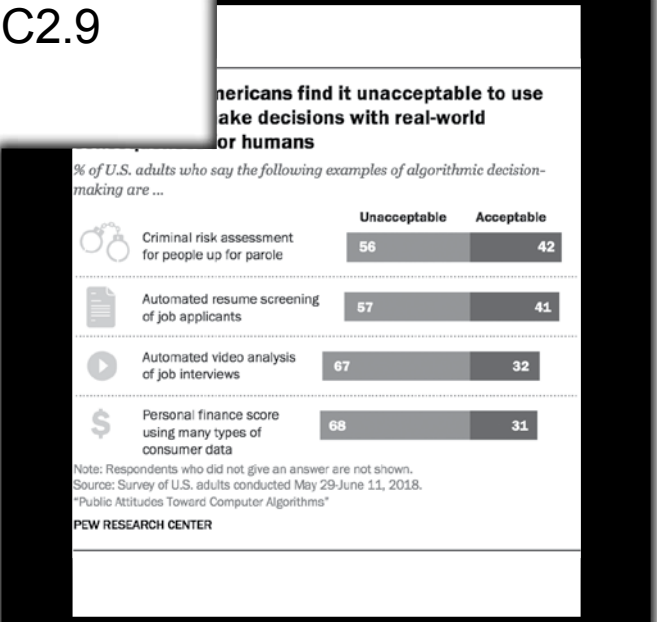 C2.9
mericans find it unacceptable to use
ake decisions with real-world
or humans
% of U.S. adults who say the following examples of algorithmic decision-
making are ...
Unacceptable Acceptable
Criminal risk assessment
for people up for parole
56 42
Automated resume screening
of job applicants
57 41
Automated video analysis
of job interviews
67 32
$
Personal finance score
using many types of
consumer data
68 31
Note: Respondents who did not give an answer are not shown.
Source: Survey of U.S. adults conducted May 29-June 11, 2018.
"Public Attitudes Toward Computer Algorithms"
PEW RESEARCH CENTER